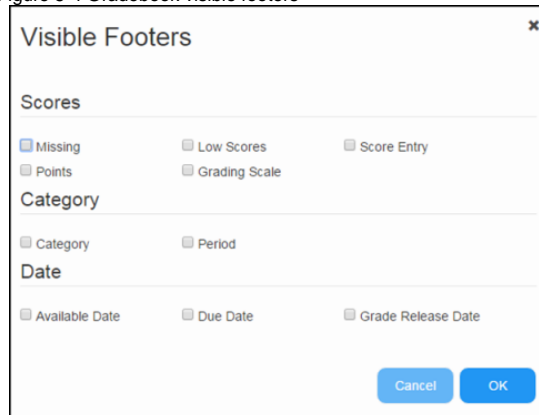 Visible Footers
Scores
Missing Low Scores Score Entry
Points Grading Scale
Category
Category Period
Date
Available Date Due Date Grade Release Date
Cancel OK